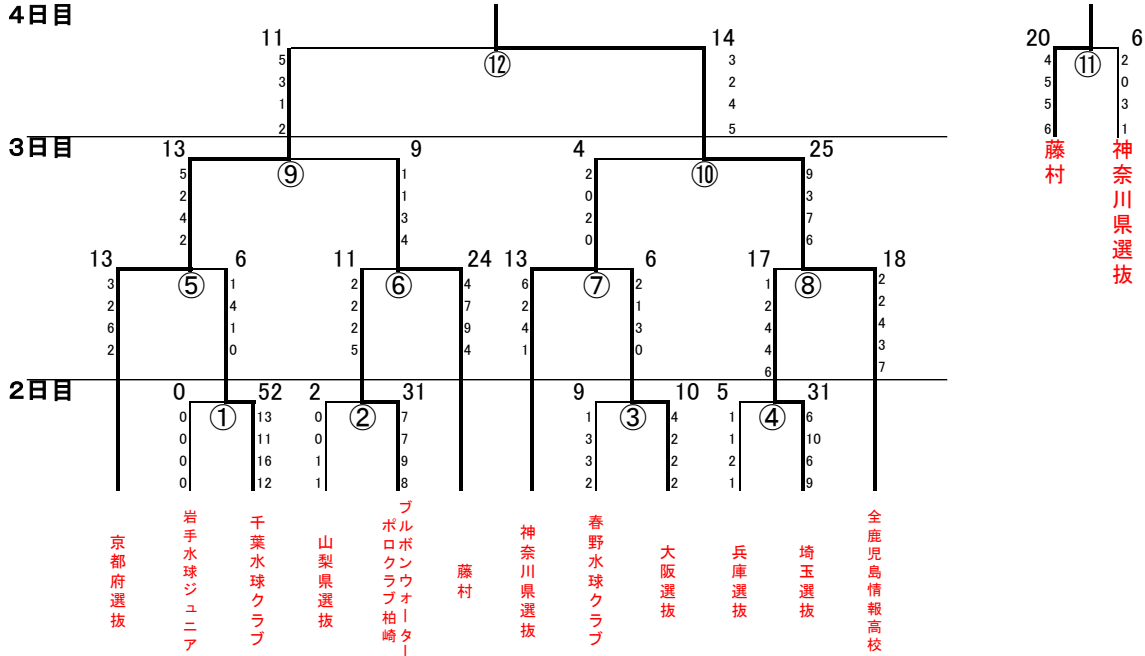 4日目
11 14
⑫
5 3
3 2
1 4
2 5
20 6
⑪
4 2
5 0
5 3
6 1
藤村
神奈川県選抜
3日目
13 9 4 25
⑨ ⑩
5 1 2 9
2 1 0 3
4 3 2 7
2 4 0 6
13 6 11 24 13 6 17 18
⑤ ⑥ ⑦ ⑧
3 1 2 4 6 2 1 2
2 4 2 7 2 1 2 2
6 1 2 9 4 3 4 4
2 0 5 4 1 0 4 3
6 7
2日目
0 52 2 31 9 10 5 31
① ② ③ ④
0 13 0 7 1 4 1 6
0 11 0 7 3 2 1 10
0 16 1 9 3 2 2 6
0 12 1 8 2 2 1 9
京都府選抜
岩手水球ジュニア
千葉水球クラブ
山梨県選抜
ブルボンウォーター
ポロクラブ柏崎
藤村
神奈川県選抜
春野水球クラブ
大阪選抜
兵庫選抜
埼玉選抜
全鹿児島情報高校